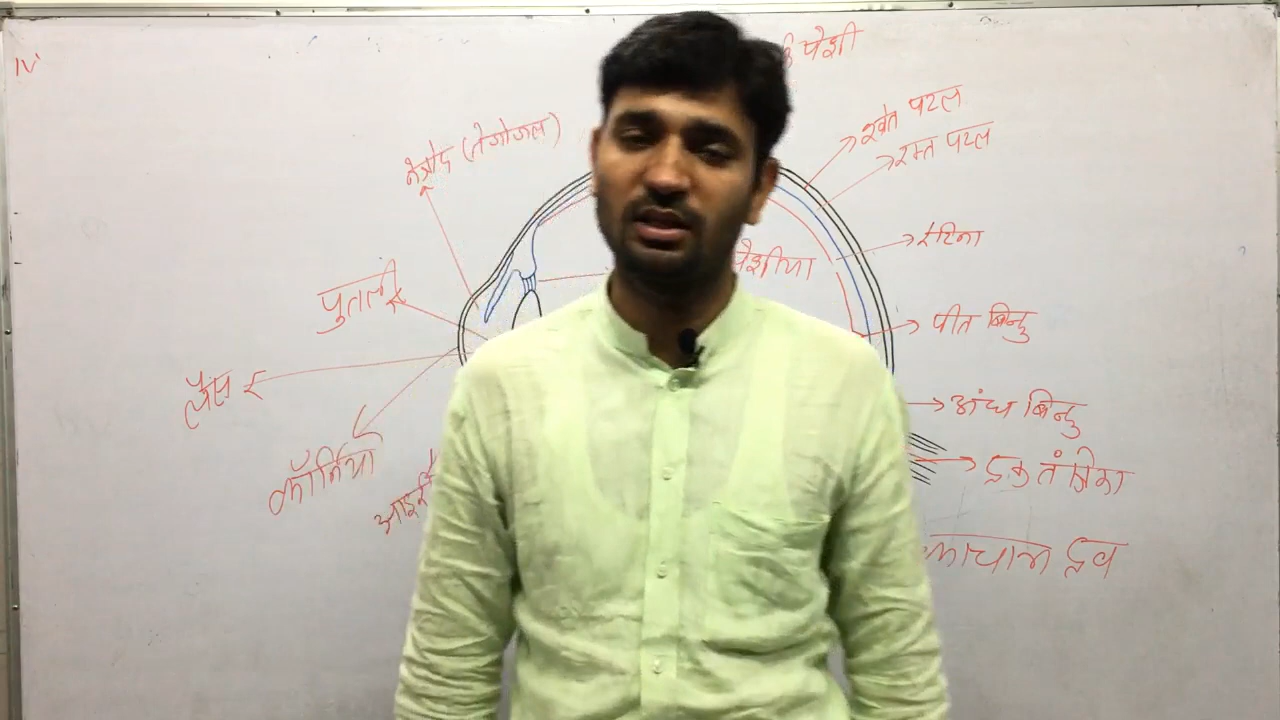 iv
पेशी
श्वेत पटल
रक्त पटल
नेत्रोद (तेजोजल)
रेटिना
पेशीया
पुतली
पीत बिन्दु
लैंस
अंध बिन्दु
कॉर्निया
दृक तंत्रिका
काचाभ द्रव